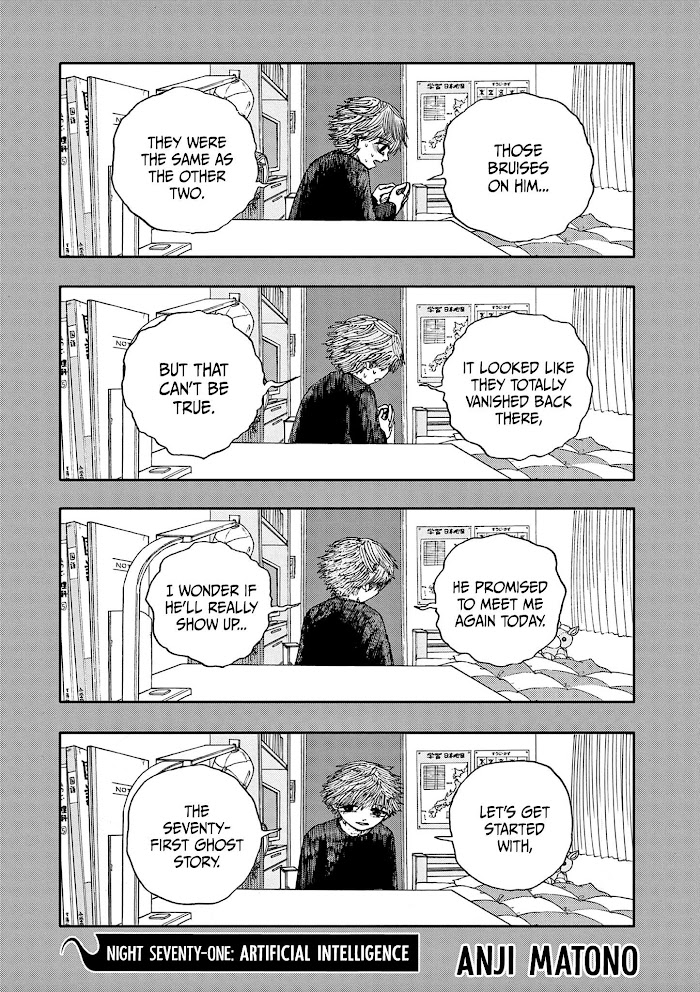 THOSE
BRUISES
ON HIM...
THEY WERE
THE SAME AS
THE OTHER
TWO.
IT LOOKED LIKE
THEY TOTALLY
VANISHED BACK
THERE,
BUT THAT
CAN'T BE
TRUE.
HE PROMISED
TO MEET ME
AGAIN TODAY.
I WONDER IF
HE'LL REALLY
SHOW UP...
LET'S GET
STARTED
WITH,
THE
SEVENTY-
FIRST GHOST
STORY.
NIGHT SEVENTY-ONE: ARTIFICIAL INTELLIGENCE
ANJI MATONO